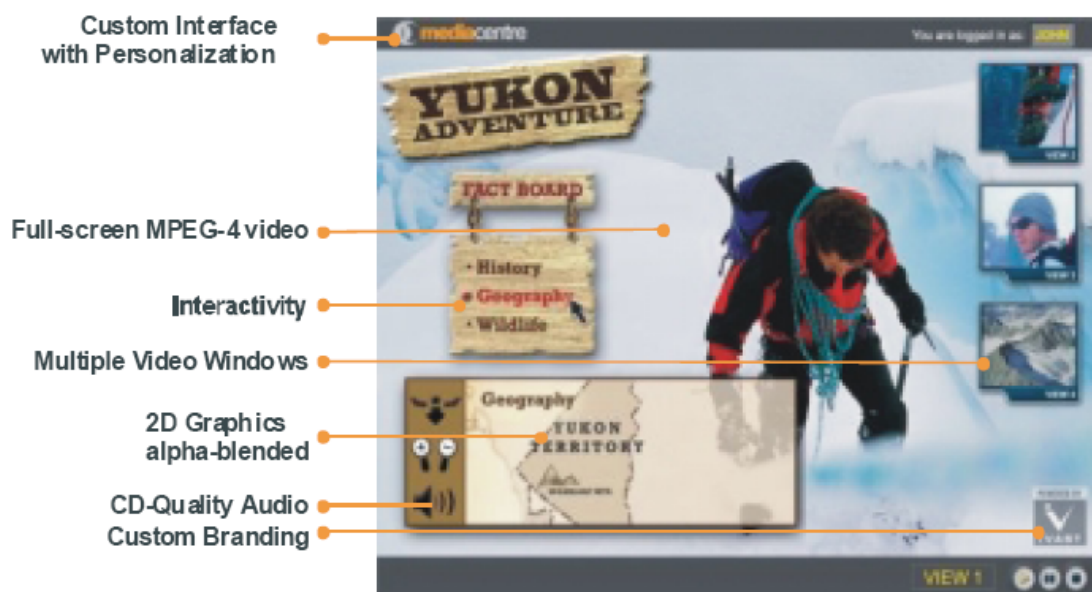 Custom Interface
with Personalization
mediacentre
You are logged in as: JOHN
YUKON
ADVENTURE
VIEW 2
FACT BOARD
Full-screen MPEG-4 video
• History
Interactivity
• Geography
• Wildlife
Multiple Video Windows
Geography
2D Graphics
alpha-blended
YUKON
TERRITORY
CD-Quality Audio
Custom Branding
VIEW 1